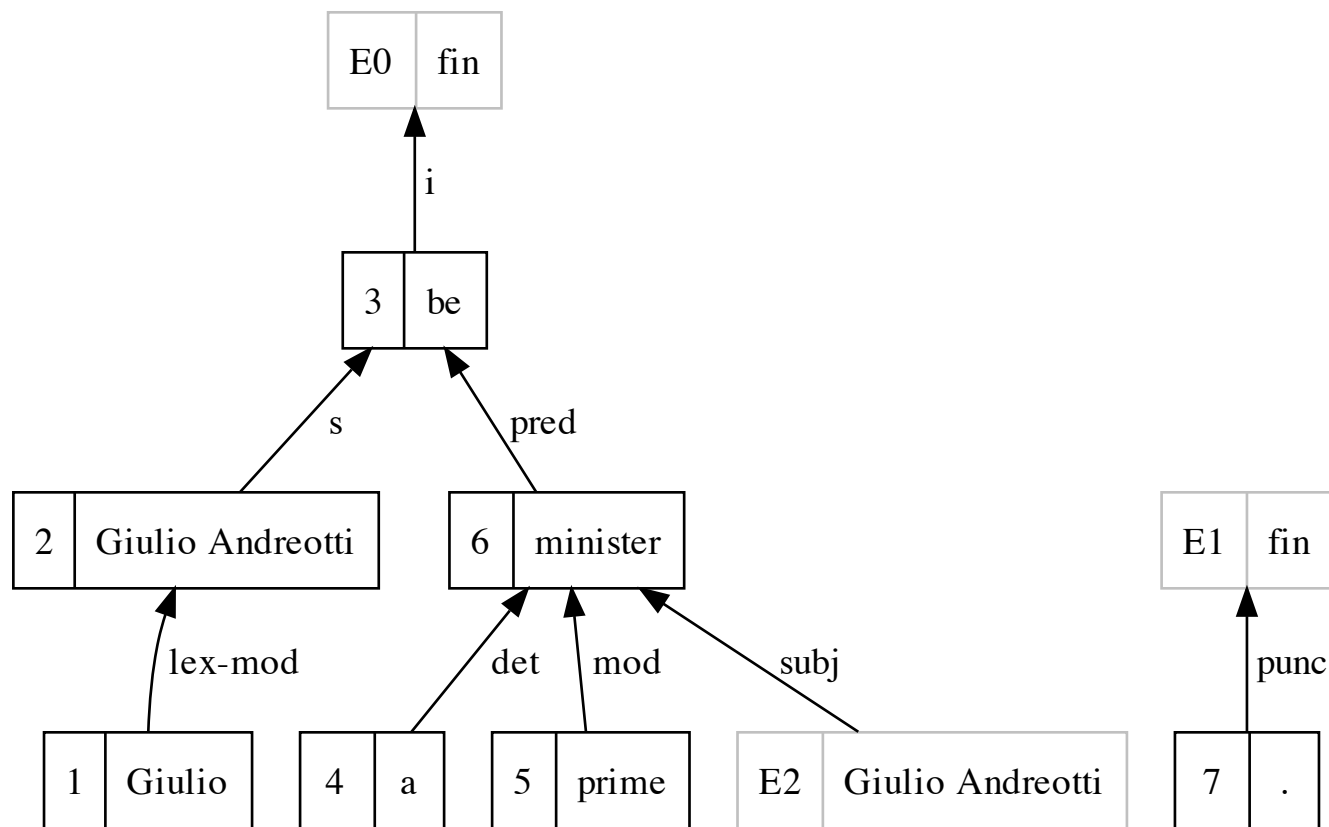 E0 fin
i
3 be
s pred
2 Giulio Andreotti 6 minister E1 fin
lex-mod det mod subj punc
1 Giulio 4 a 5 prime E2 Giulio Andreotti 7 .